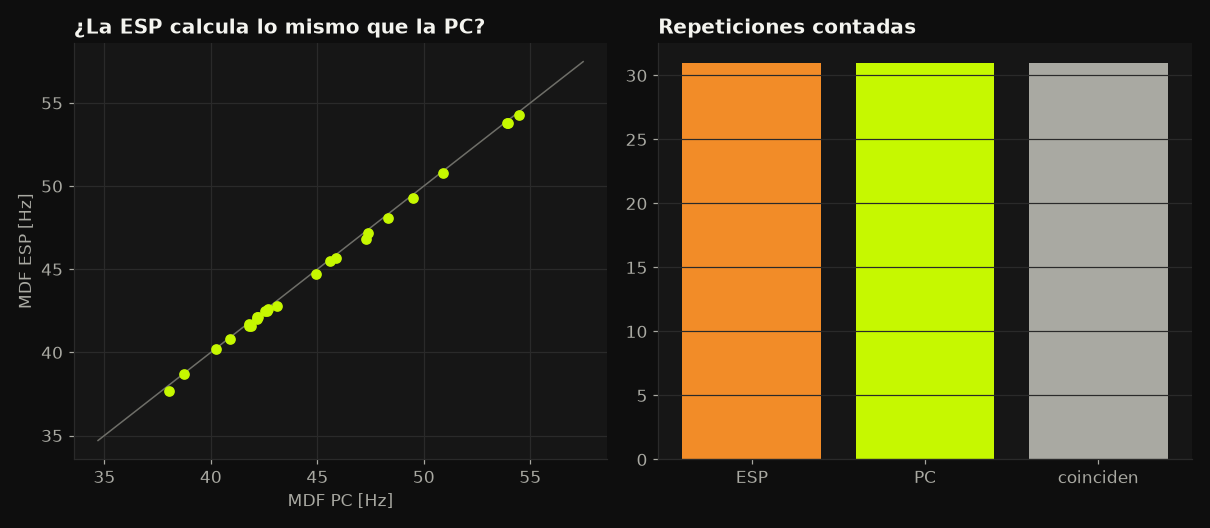 ¿La ESP calcula lo mismo que la PC?
MDF ESP [Hz]
55
50
45
40
35
35 40 45 50 55
MDF PC [Hz]
Repeticiones contadas
30
25
20
15
10
5
0
ESP PC coinciden